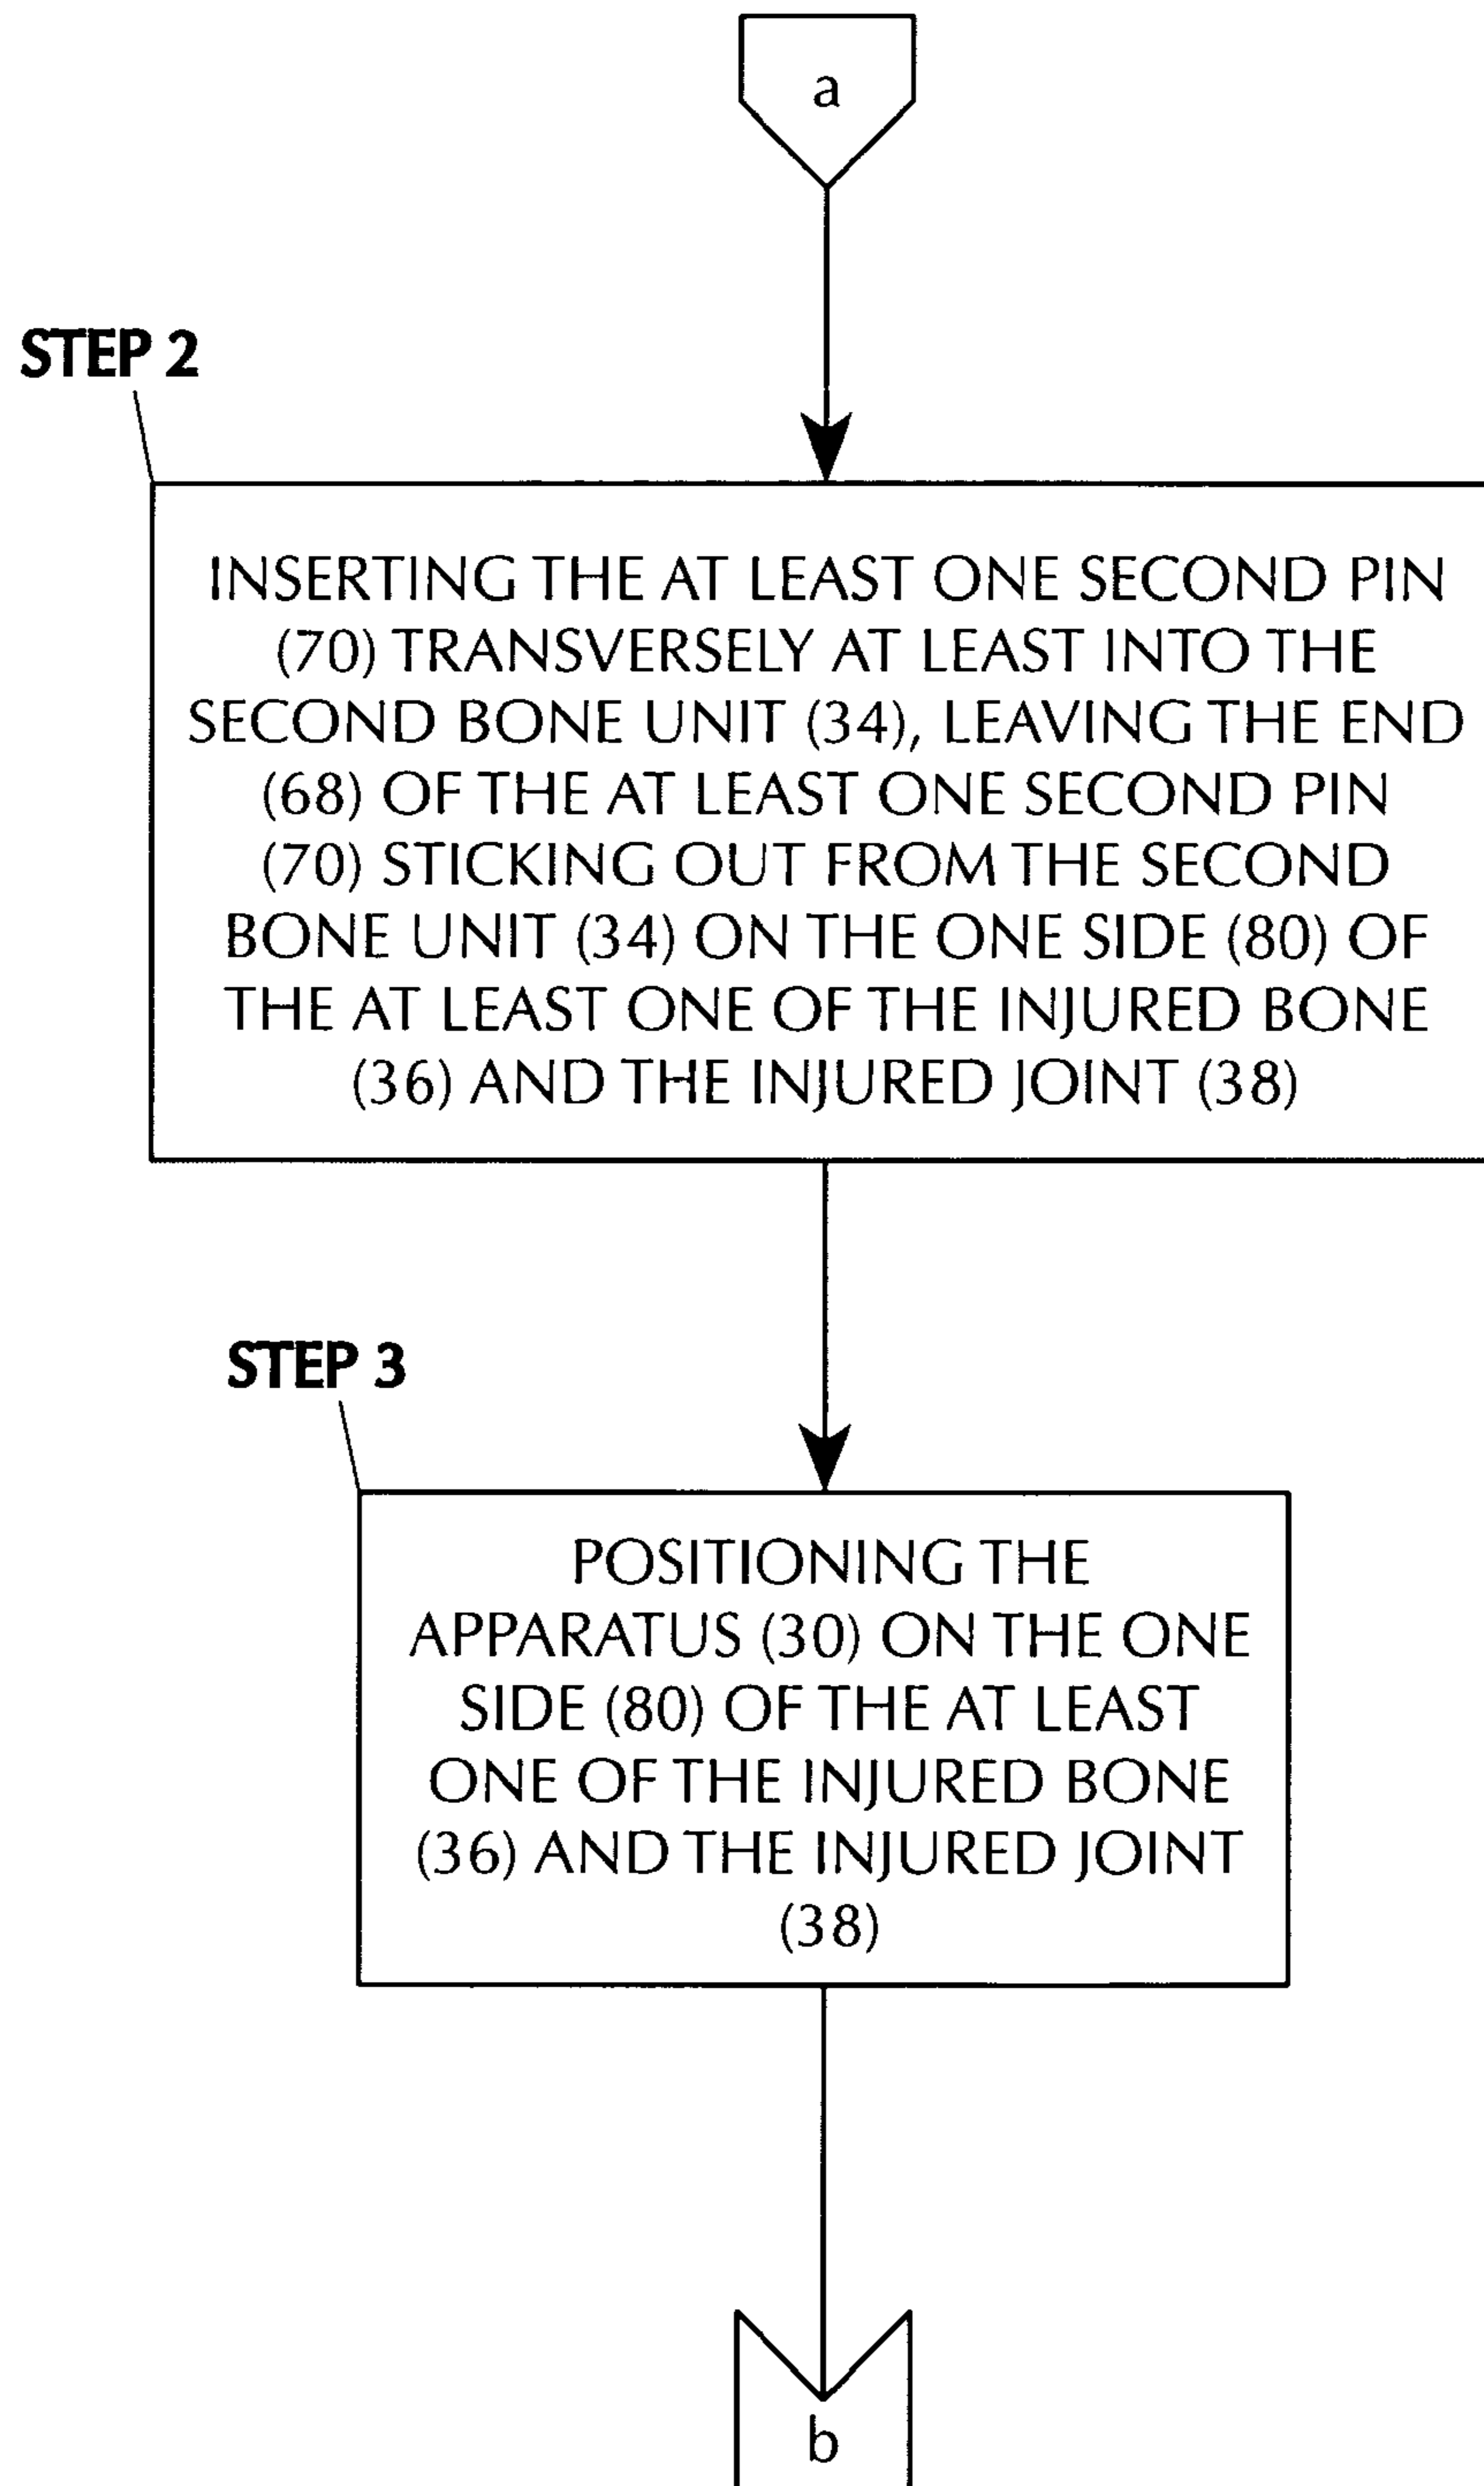 a
STEP 2
INSERTING THE AT LEAST ONE SECOND PIN
(70) TRANSVERSELY AT LEAST INTO THE
SECOND BONE UNIT (34), LEAVING THE END
(68) OF THE AT LEAST ONE SECOND PIN
(70) STICKING OUT FROM THE SECOND
BONE UNIT (34) ON THE ONE SIDE (80) OF
THE AT LEAST ONE OF THE INJURED BONE
(36) AND THE INJURED JOINT (38)
STEP 3
POSITIONING THE
APPARATUS (30) ON THE ONE
SIDE (80) OF THE AT LEAST
ONE OF THE INJURED BONE
(36) AND THE INJURED JOINT
(38)
b